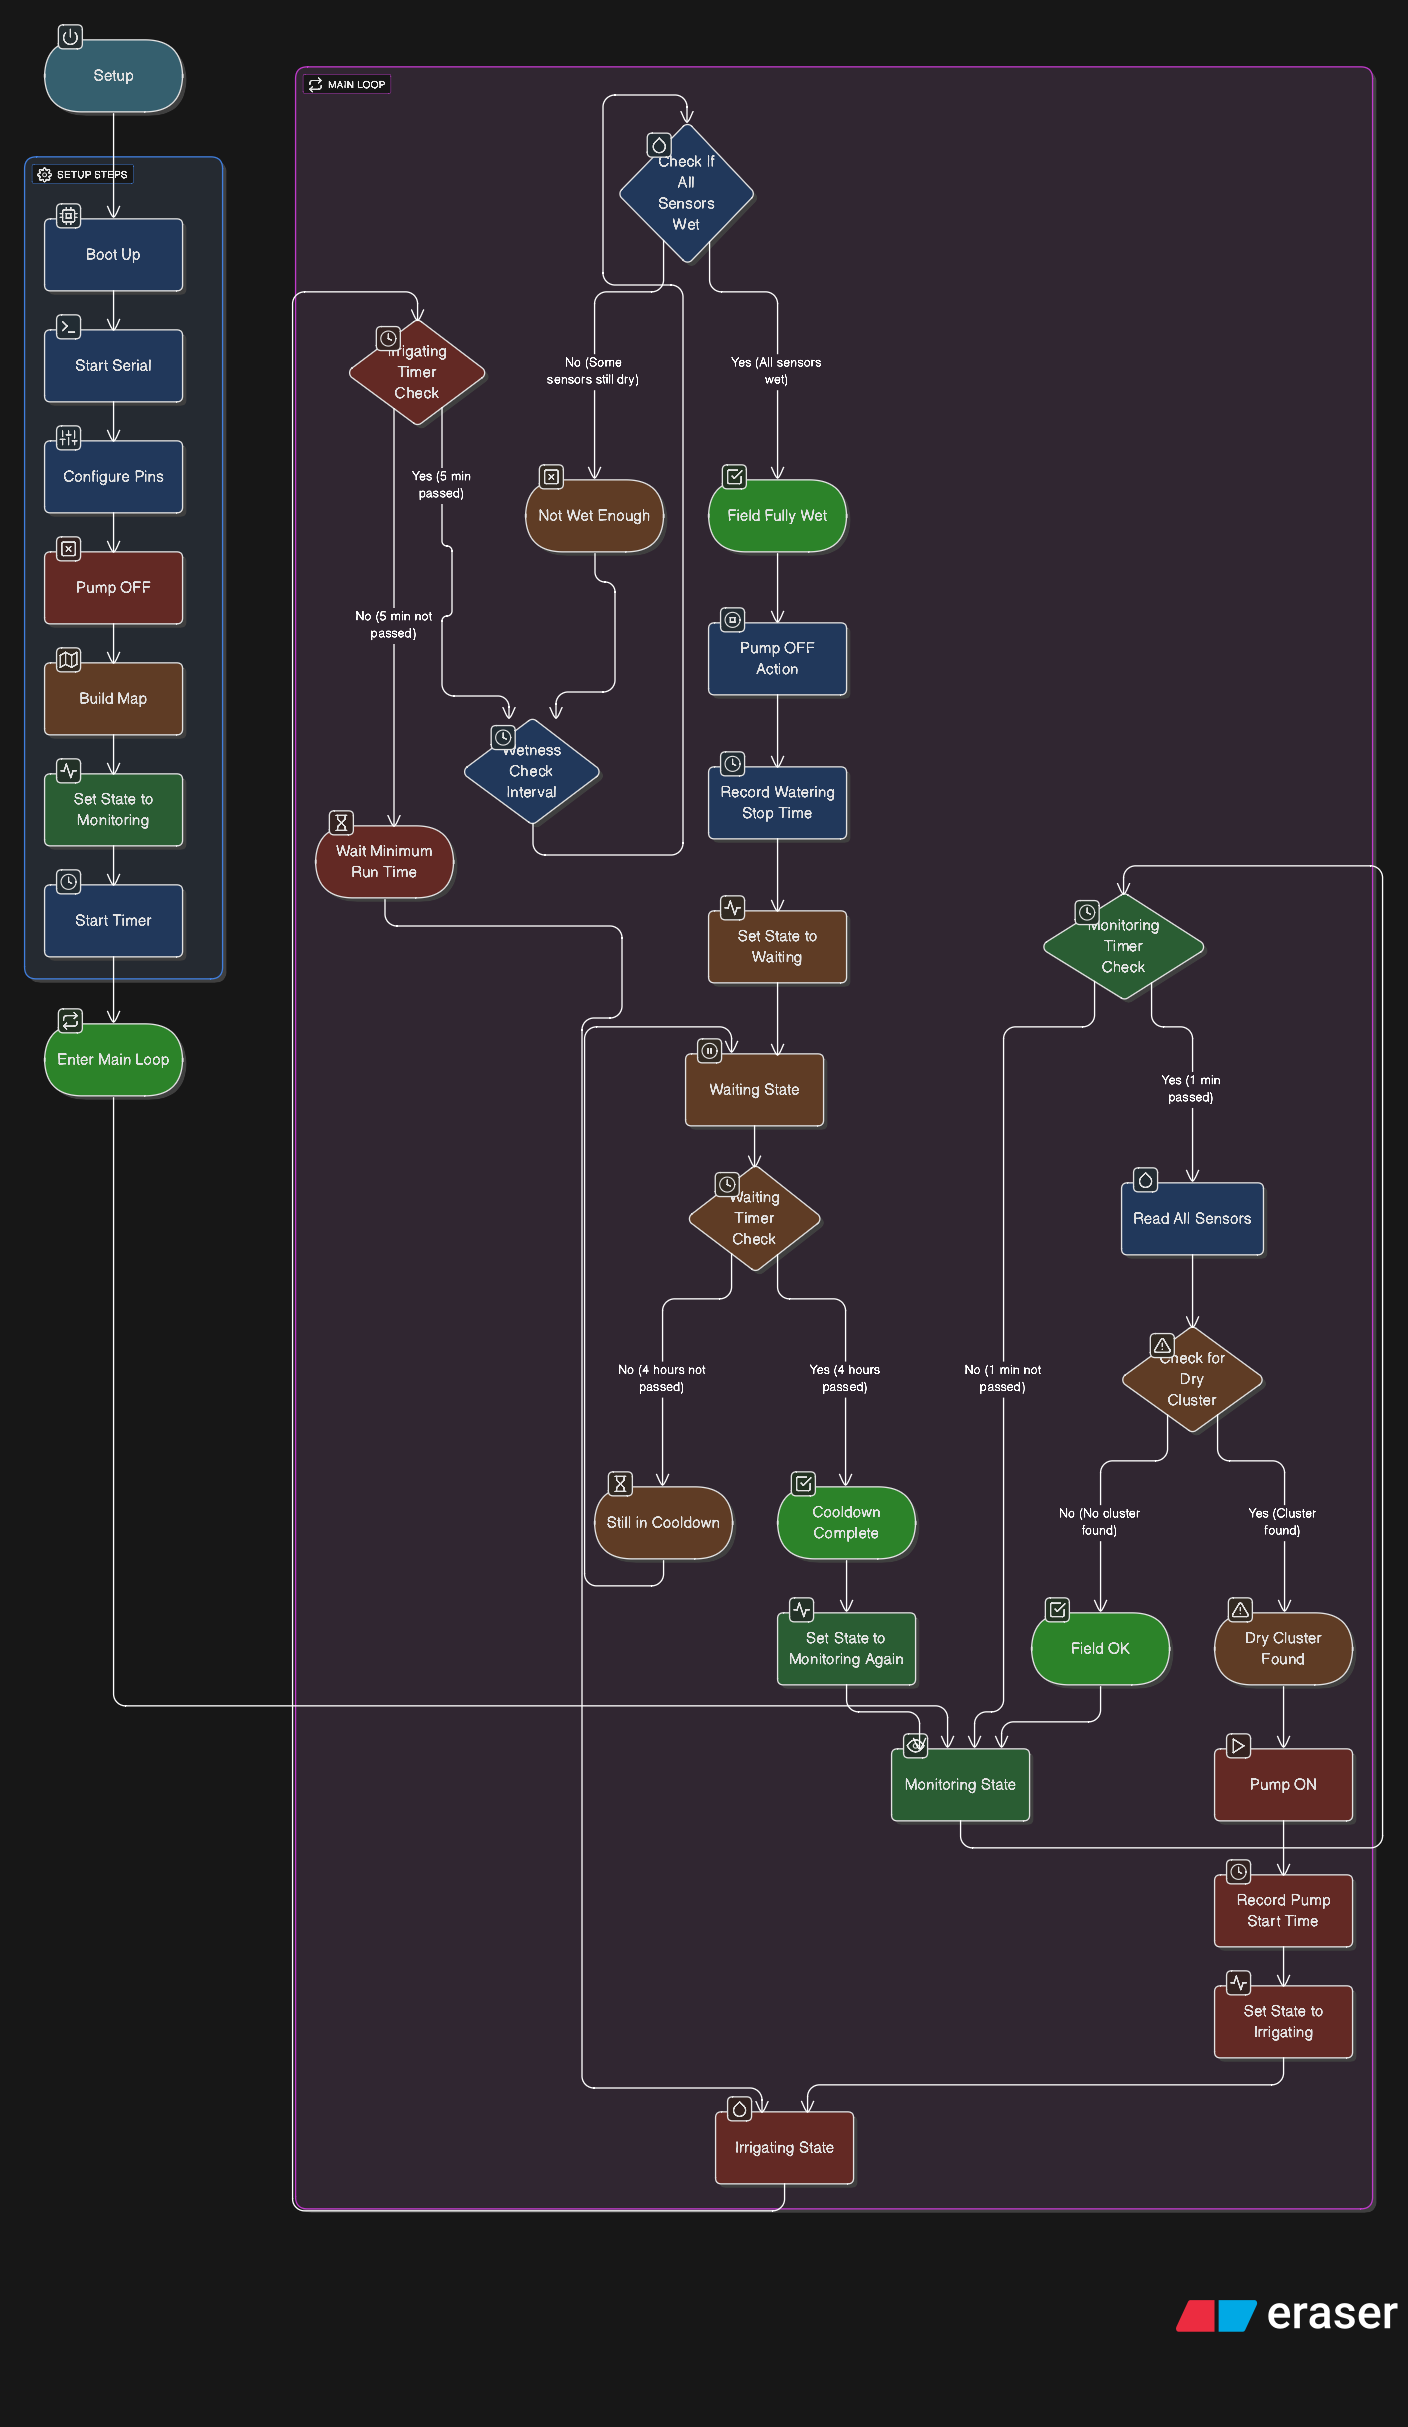 Setup
SETUP STEPS
Boot Up
Start Serial
Configure Pins
Pump OFF
Build Map
Set State to
Monitoring
Start Timer
Enter Main Loop
MAIN LOOP
Check If
All
Sensors
Wet
Irrigating
Timer
Check
No (Some
sensors still dry)
Yes (All sensors
wet)
Yes (5 min
passed)
Not Wet Enough
Field Fully Wet
No (5 min not
passed)
Pump OFF
Action
Wetness
Check
Interval
Record Watering
Stop Time
Wait Minimum
Run Time
Set State to
Waiting
Monitoring
Timer
Check
Waiting State
Yes (1 min
passed)
Waiting
Timer
Check
Read All Sensors
No (4 hours not
passed)
Yes (4 hours
passed)
No (1 min not
passed)
Check for
Dry
Cluster
Still in Cooldown
Cooldown
Complete
No (No cluster
found)
Yes (Cluster
found)
Set State to
Monitoring Again
Field OK
Dry Cluster
Found
Monitoring State
Pump ON
Record Pump
Start Time
Set State to
Irrigating
Irrigating State
eraser